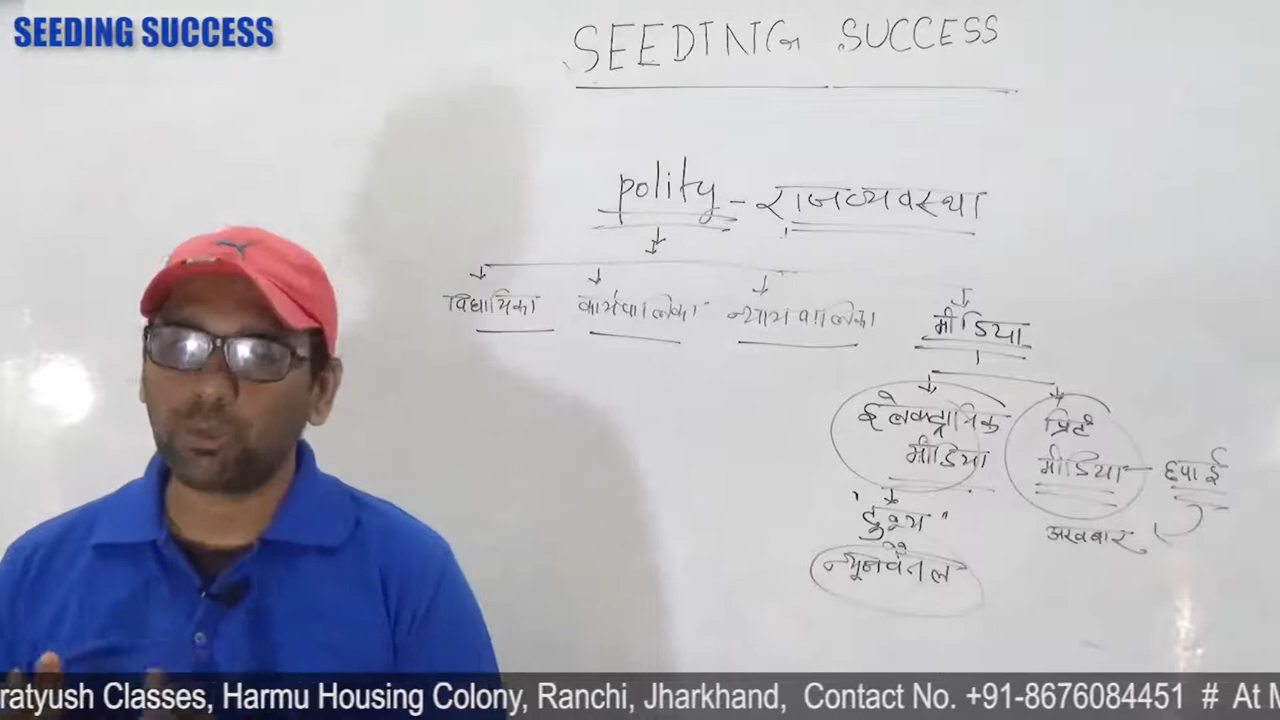 SEEDING SUCCESS
SEEDING SUCCESS
polity - राजव्यवस्था
विधायिका कार्यपालिका न्यायपालिका मीडिया
इलेक्ट्रानिक मीडिया
प्रिंट मीडिया - छपाई
"दृश्य"
अखबार
न्यूजचैनल
ratyush Classes, Harmu Housing Colony, Ranchi, Jharkhand, Contact No. +91-8676084451 # At M